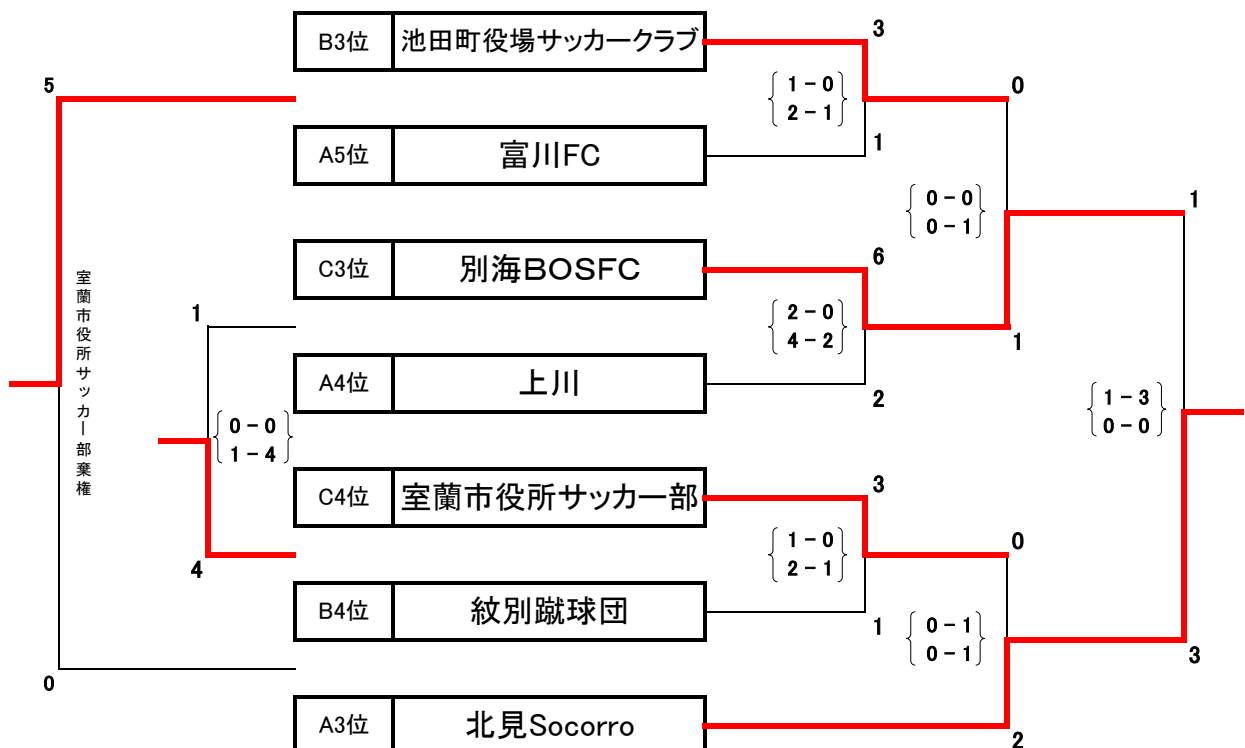 B3位 池田町役場サッカークラブ 3
5
1 - 0
2 - 1
0
A5位 富川FC 1
0 - 0
0 - 1
1
C3位 別海BOSFC 6
室蘭市役所サッカー部棄権
1
2 - 0
4 - 2
1
A4位 上川 2
1 - 3
0 - 0
0 - 0
1 - 4
C4位 室蘭市役所サッカー部 3
4
1 - 0
2 - 1
0
B4位 紋別蹴球団 1
0 - 1
0 - 1
3
0
A3位 北見Socorro 2